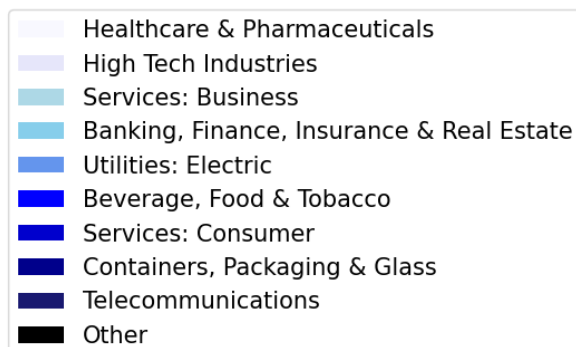 Healthcare & Pharmaceuticals
High Tech Industries
Services: Business
Banking, Finance, Insurance & Real Estate
Utilities: Electric
Beverage, Food & Tobacco
Services: Consumer
Containers, Packaging & Glass
Telecommunications
Other